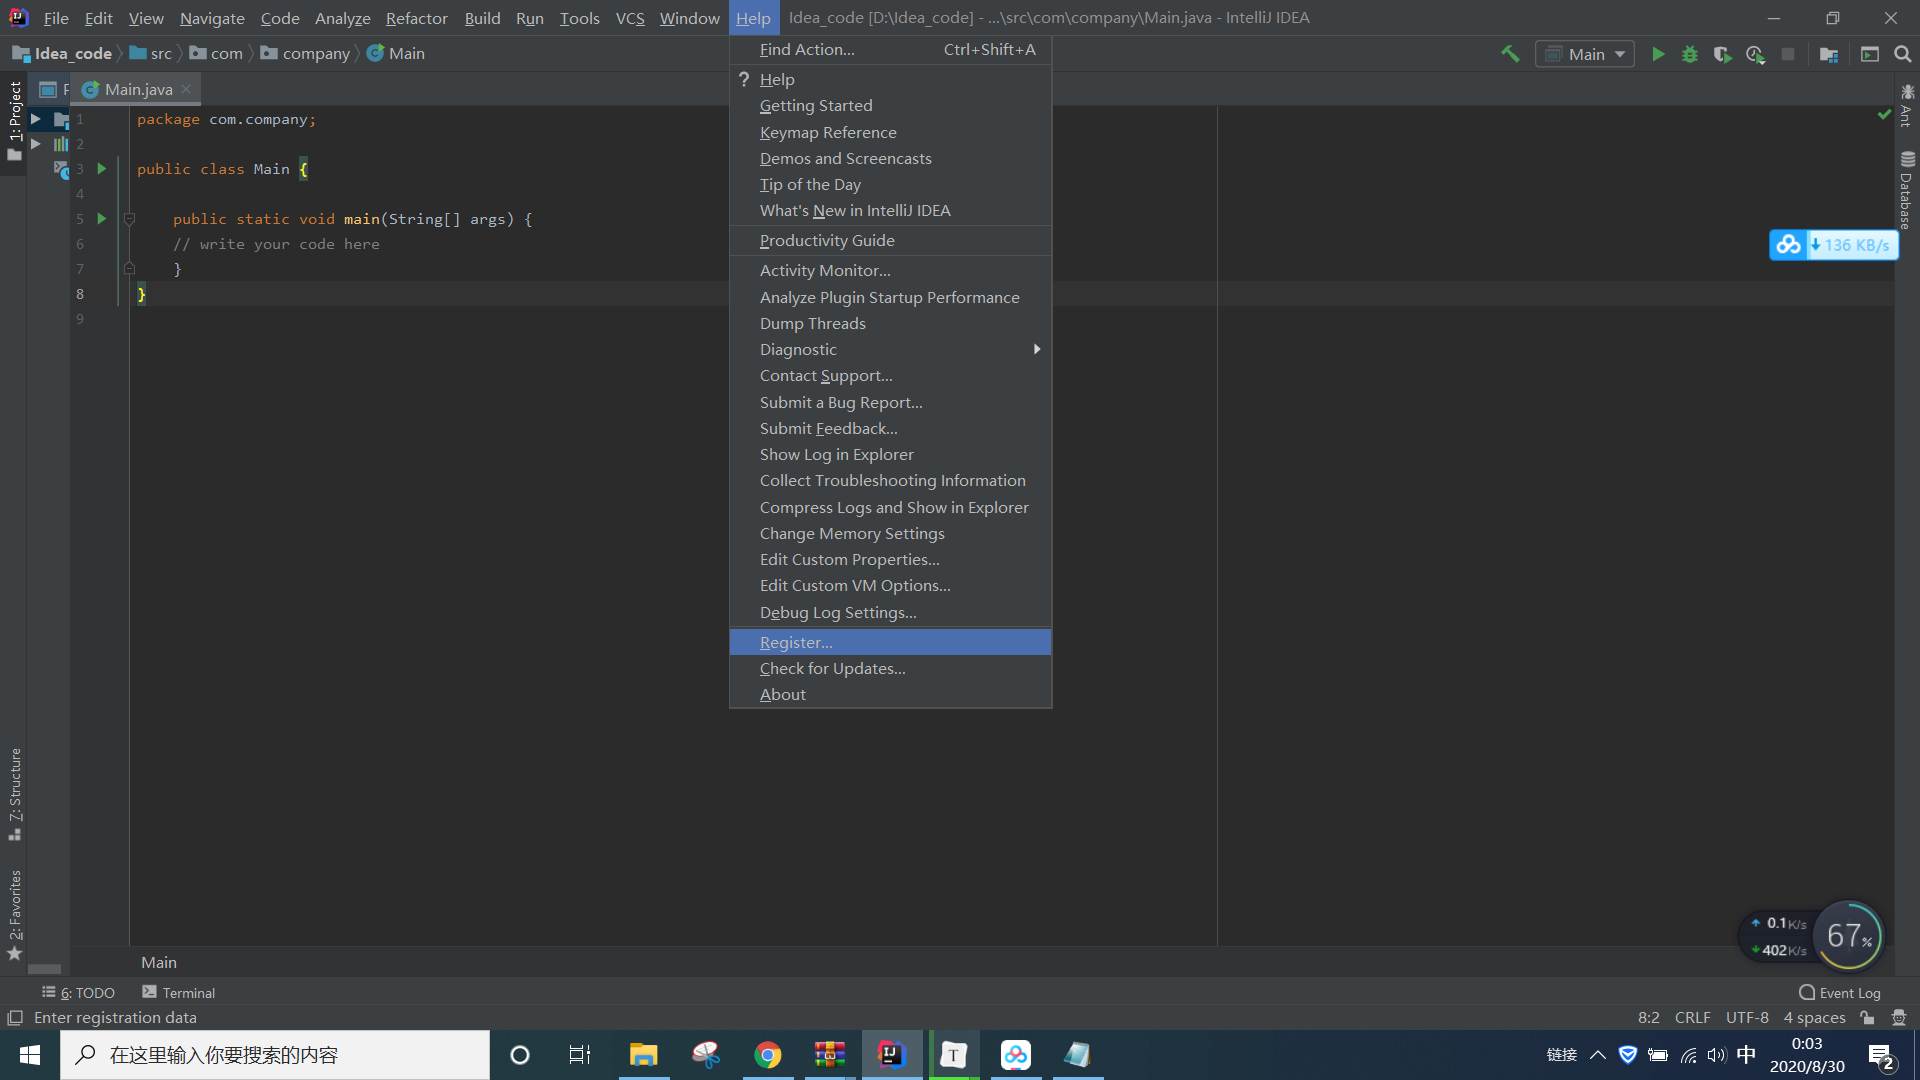 File Edit View Navigate Code Analyze Refactor Build Run Tools VCS Window Help Idea_code [D:\Idea_code] - ...\src\com\company\Main.java - IntelliJ IDEA
Idea_code src com company Main
Main
1: Project
P
Main.java
1 package com.company;
2
3 public class Main {
4
5 public static void main(String[] args) {
6 // write your code here
7 }
8 }
9
Find Action... Ctrl+Shift+A
? Help
Getting Started
Keymap Reference
Demos and Screencasts
Tip of the Day
What's New in IntelliJ IDEA
Productivity Guide
Activity Monitor...
Analyze Plugin Startup Performance
Dump Threads
Diagnostic
Contact Support...
Submit a Bug Report...
Submit Feedback...
Show Log in Explorer
Collect Troubleshooting Information
Compress Logs and Show in Explorer
Change Memory Settings
Edit Custom Properties...
Edit Custom VM Options...
Debug Log Settings...
Register...
Check for Updates...
About
Ant
Database
136 KB/s
7: Structure
2: Favorites
0.1K/s
402K/s
67%
Main
6: TODO Terminal
Event Log
Enter registration data
8:2 CRLF UTF-8 4 spaces
在这里输入你要搜索的内容
T
链接
中
0:03
2020/8/30
2